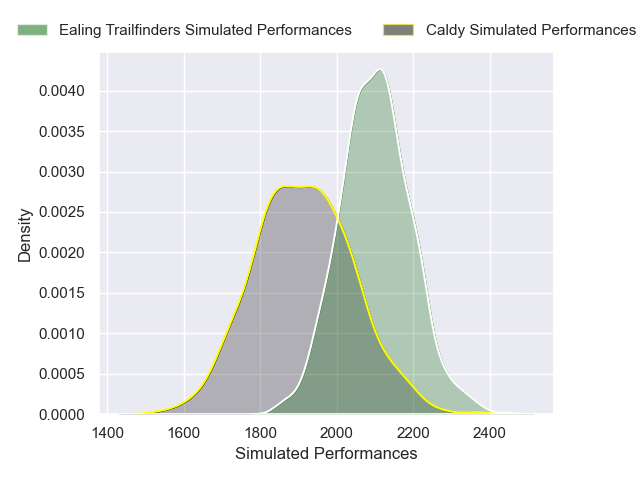 Ealing Trailfinders Simulated Performances
Caldy Simulated Performances
0.0040
0.0035
0.0030
0.0025
0.0020
0.0015
0.0010
0.0005
0.0000
Density
1400 1600 1800 2000 2200 2400
Simulated Performances